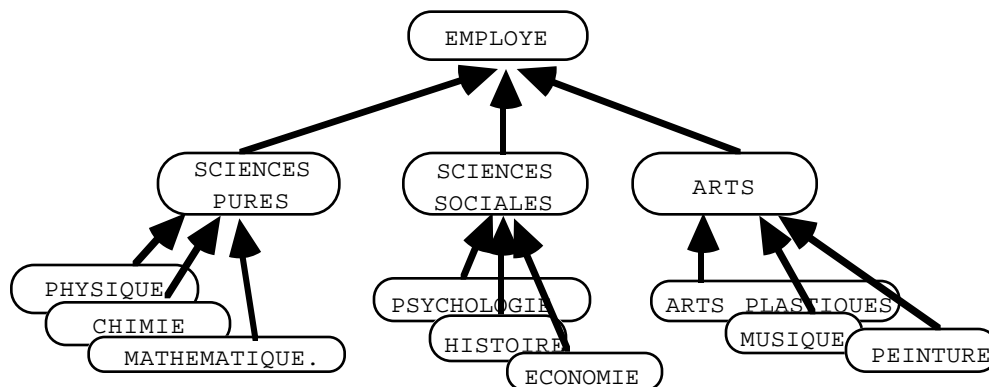 EMPLOYE
SCIENCES
PURES
SCIENCES
SOCIALES
ARTS
PHYSIQUE
CHIMIE
MATHEMATIQUE.
PSYCHOLOGIE
HISTOIRE
ECONOMIE
ARTS PLASTIQUES
MUSIQUE
PEINTURE